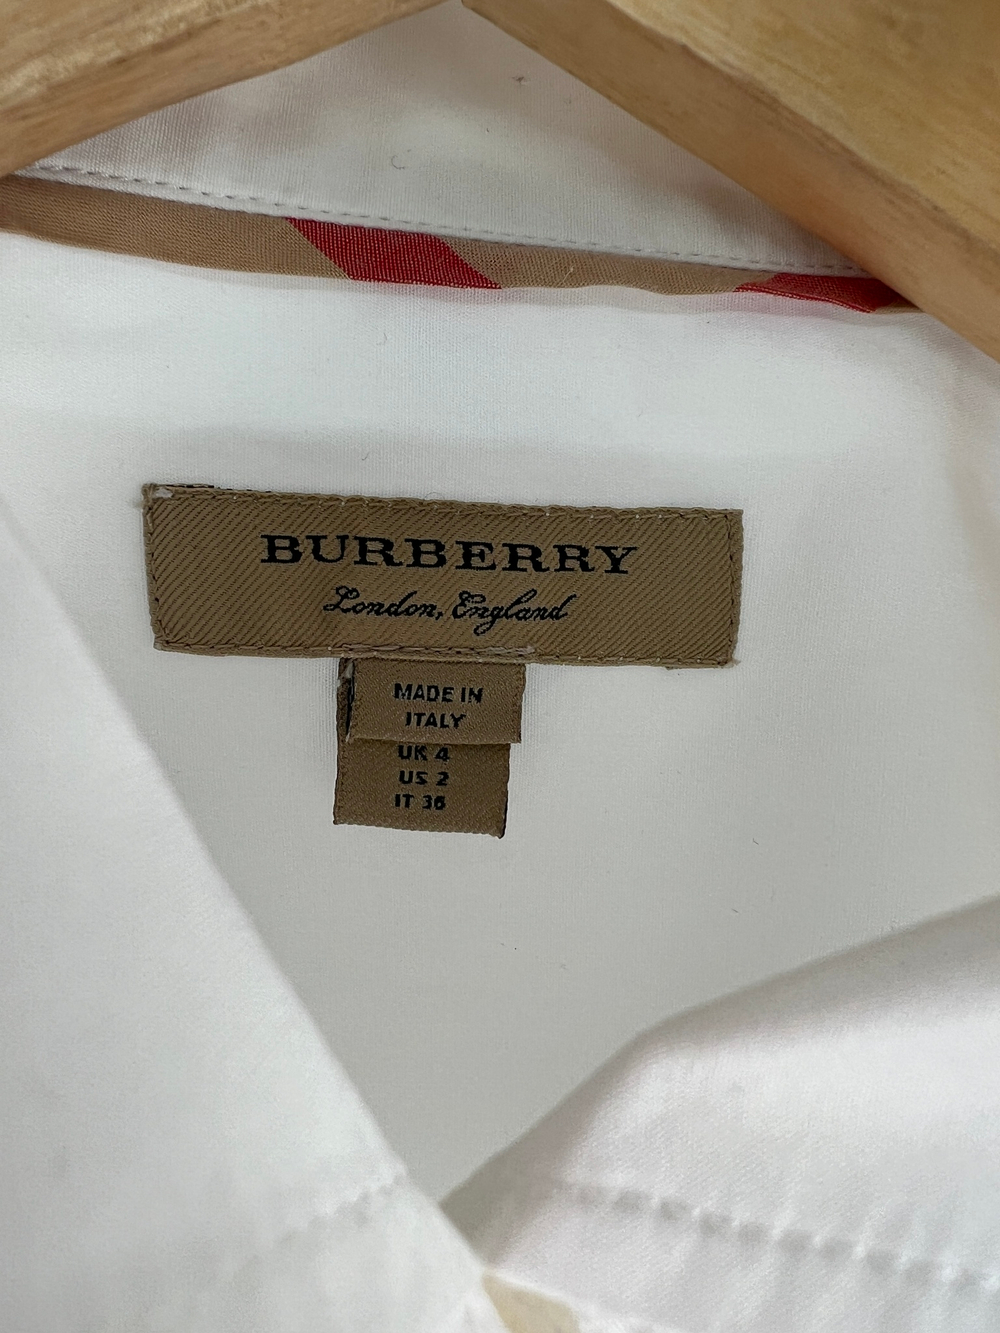 BURBERRY
London, England
MADE IN
ITALY
UK 4
US 2
IT 36